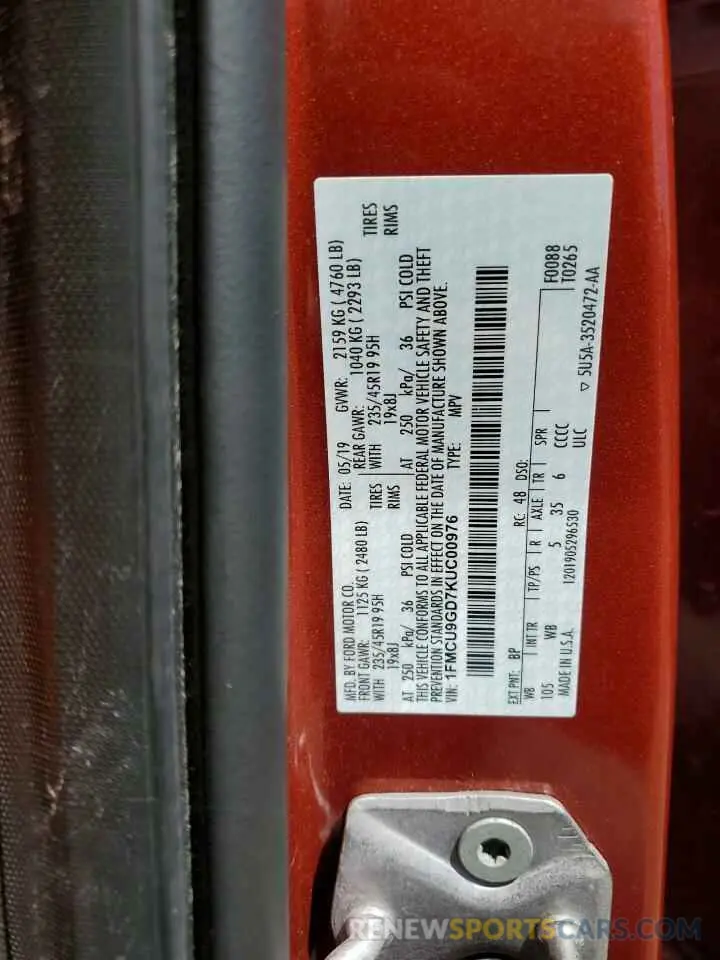 MFD. BY FORD MOTOR CO.
DATE: 05/19 GVWR: 2159 KG ( 4760 LB)
FRONT GAWR: 1125 KG ( 2480 LB) REAR GAWR: 1040 KG ( 2293 LB)
WITH 235/45R19 95H TIRES WITH 235/45R19 95H TIRES
19x8J RIMS 19x8J RIMS
AT 250 kPa/ 36 PSI COLD AT 250 kPa/ 36 PSI COLD
THIS VEHICLE CONFORMS TO ALL APPLICABLE FEDERAL MOTOR VEHICLE SAFETY AND THEFT
PREVENTION STANDARDS IN EFFECT ON THE DATE OF MANUFACTURE SHOWN ABOVE.
VIN: 1FMCU9GD7KUC00976 TYPE: MPV
EXT PNT: BP RC: 48 DSO: F0088
WB INT TR TP/PS R AXLE TR SPR T0265
105 WB 5 35 6 CCCC
MADE IN U.S.A. 1201905296530 ULC ▽ 5U5A-3520472-AA
RENEWSPORTSCARS.COM